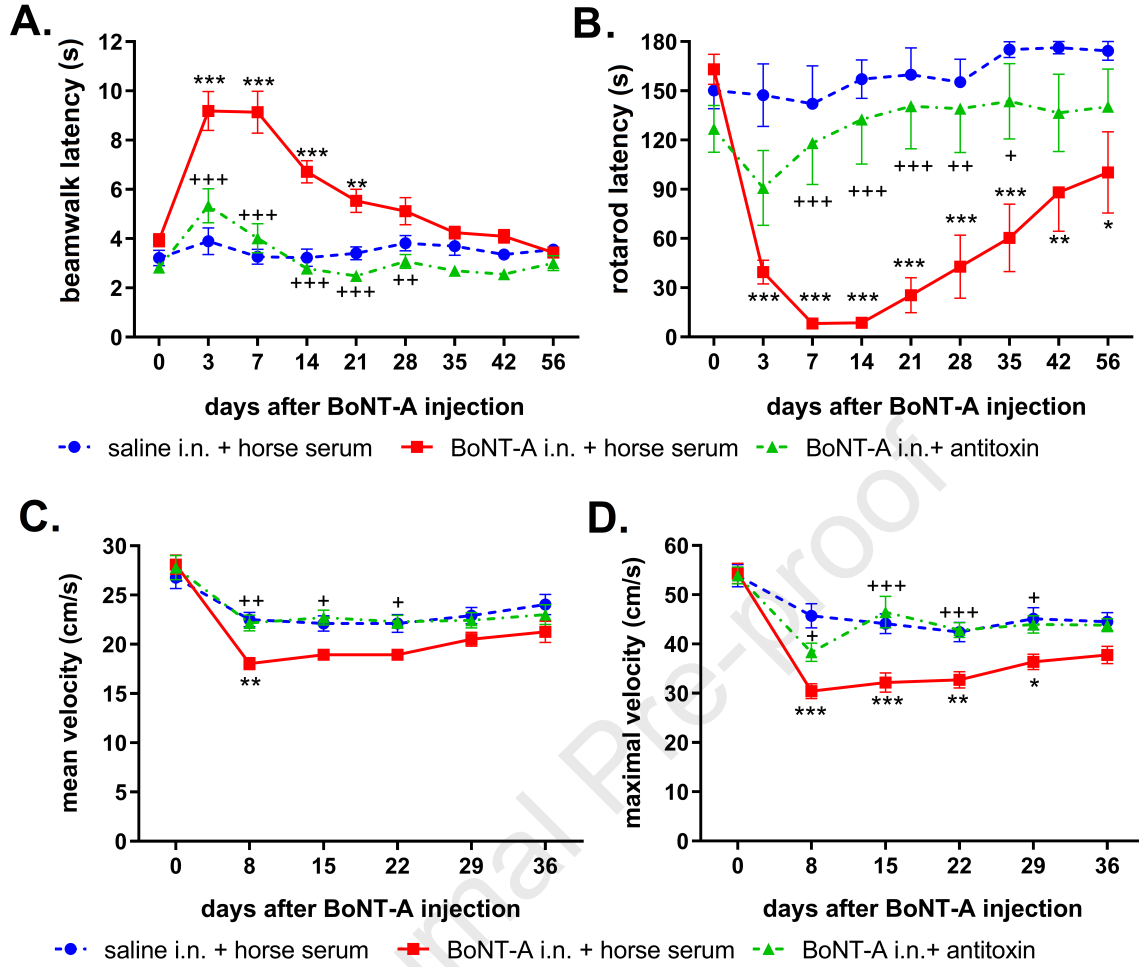 A.
beamwalk latency (s)
12
10
8
6
4
2
0
*** *** *** **
+++ +++ +++ +++ ++
0 3 7 14 21 28 35 42 56
days after BoNT-A injection
B.
rotarod latency (s)
180
150
120
90
60
30
0
+++ +++ +++ ++ +
*** *** *** *** *** *** ** *
0 3 7 14 21 28 35 42 56
days after BoNT-A injection
saline i.n. + horse serum BoNT-A i.n. + horse serum BoNT-A i.n.+ antitoxin
C.
mean velocity (cm/s)
30
25
20
15
10
5
0
++ + +
**
0 8 15 22 29 36
days after BoNT-A injection
D.
maximal velocity (cm/s)
60
50
40
30
20
10
0
+ +++ +++ +
*** *** ** *
0 8 15 22 29 36
days after BoNT-A injection
saline i.n. + horse serum BoNT-A i.n. + horse serum BoNT-A i.n.+ antitoxin
rnal Pre-proof